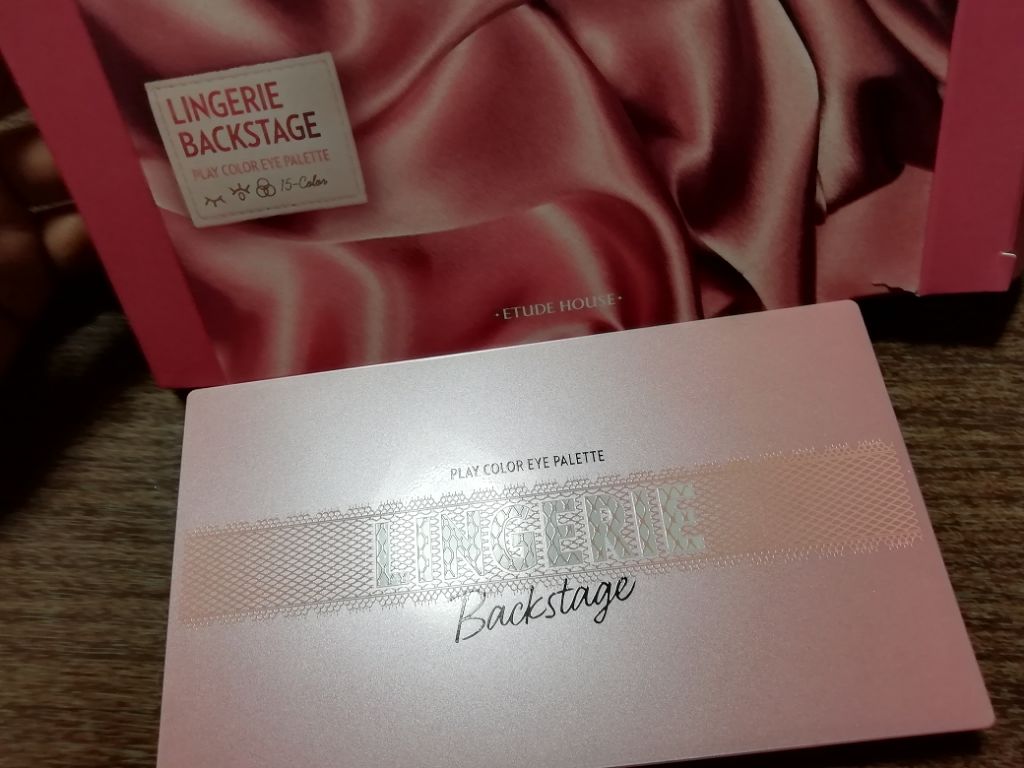 LINGERIE
BACKSTAGE
PLAY COLOR EYE PALETTE
15-Color
·ETUDE HOUSE·
PLAY COLOR EYE PALETTE
LINGERIE
Backstage